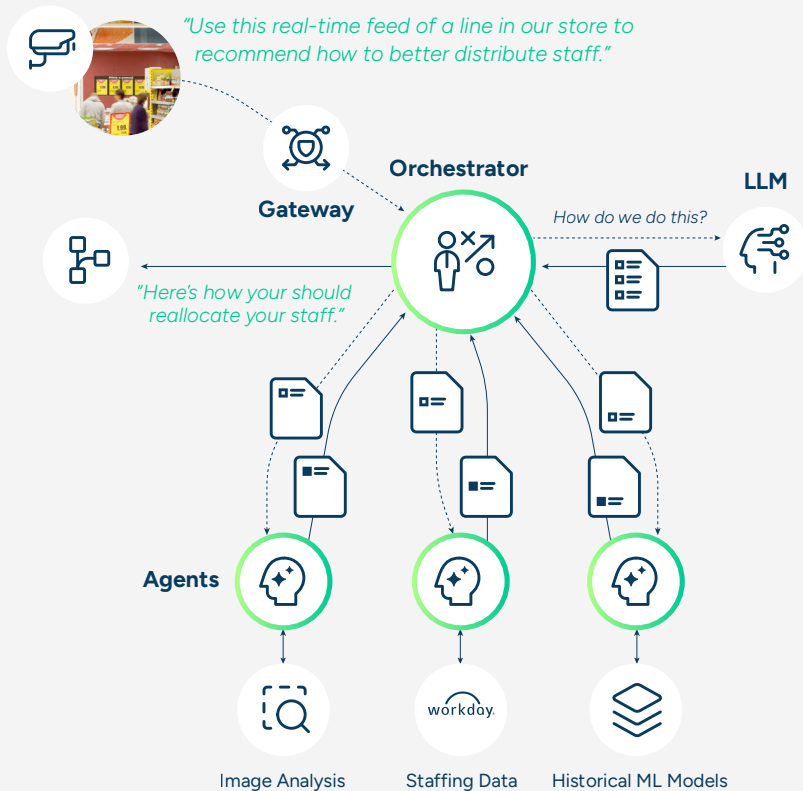 “Use this real-time feed of a line in our store to
recommend how to better distribute staff.”
Orchestrator
LLM
Gateway
How do we do this?
“Here's how your should
reallocate your staff.”
Agents
workday.
Image Analysis
Staffing Data
Historical ML Models